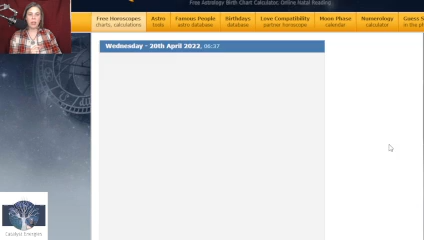 Free Astrology Birth Chart Calculator, Online Natal Reading
Free Horoscopes
charts, calculations
Astro
tools
Famous People
astro database
Birthdays
database
Love Compatibility
partner horoscope
Moon Phase
calendar
Numerology
calculator
Guess S
in the ph
Wednesday - 20th April 2022, 06:37
Catalyst Energies